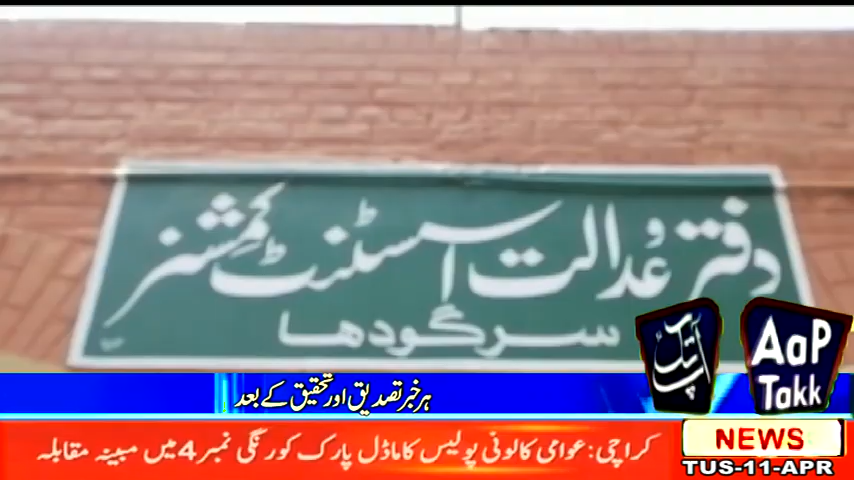 دفتر و عدالت اسسٹنٹ کمشنر
سرگودھا
آپ تک
AaP
Takk
ہر خبر تصدیق اور تحقیق کے بعد
NEWS
کراچی: عوامی کالونی پولیس کا ماڈل پارک کورنگی نمبر 4 میں مبینہ مقابلہ
TUS-11-APR